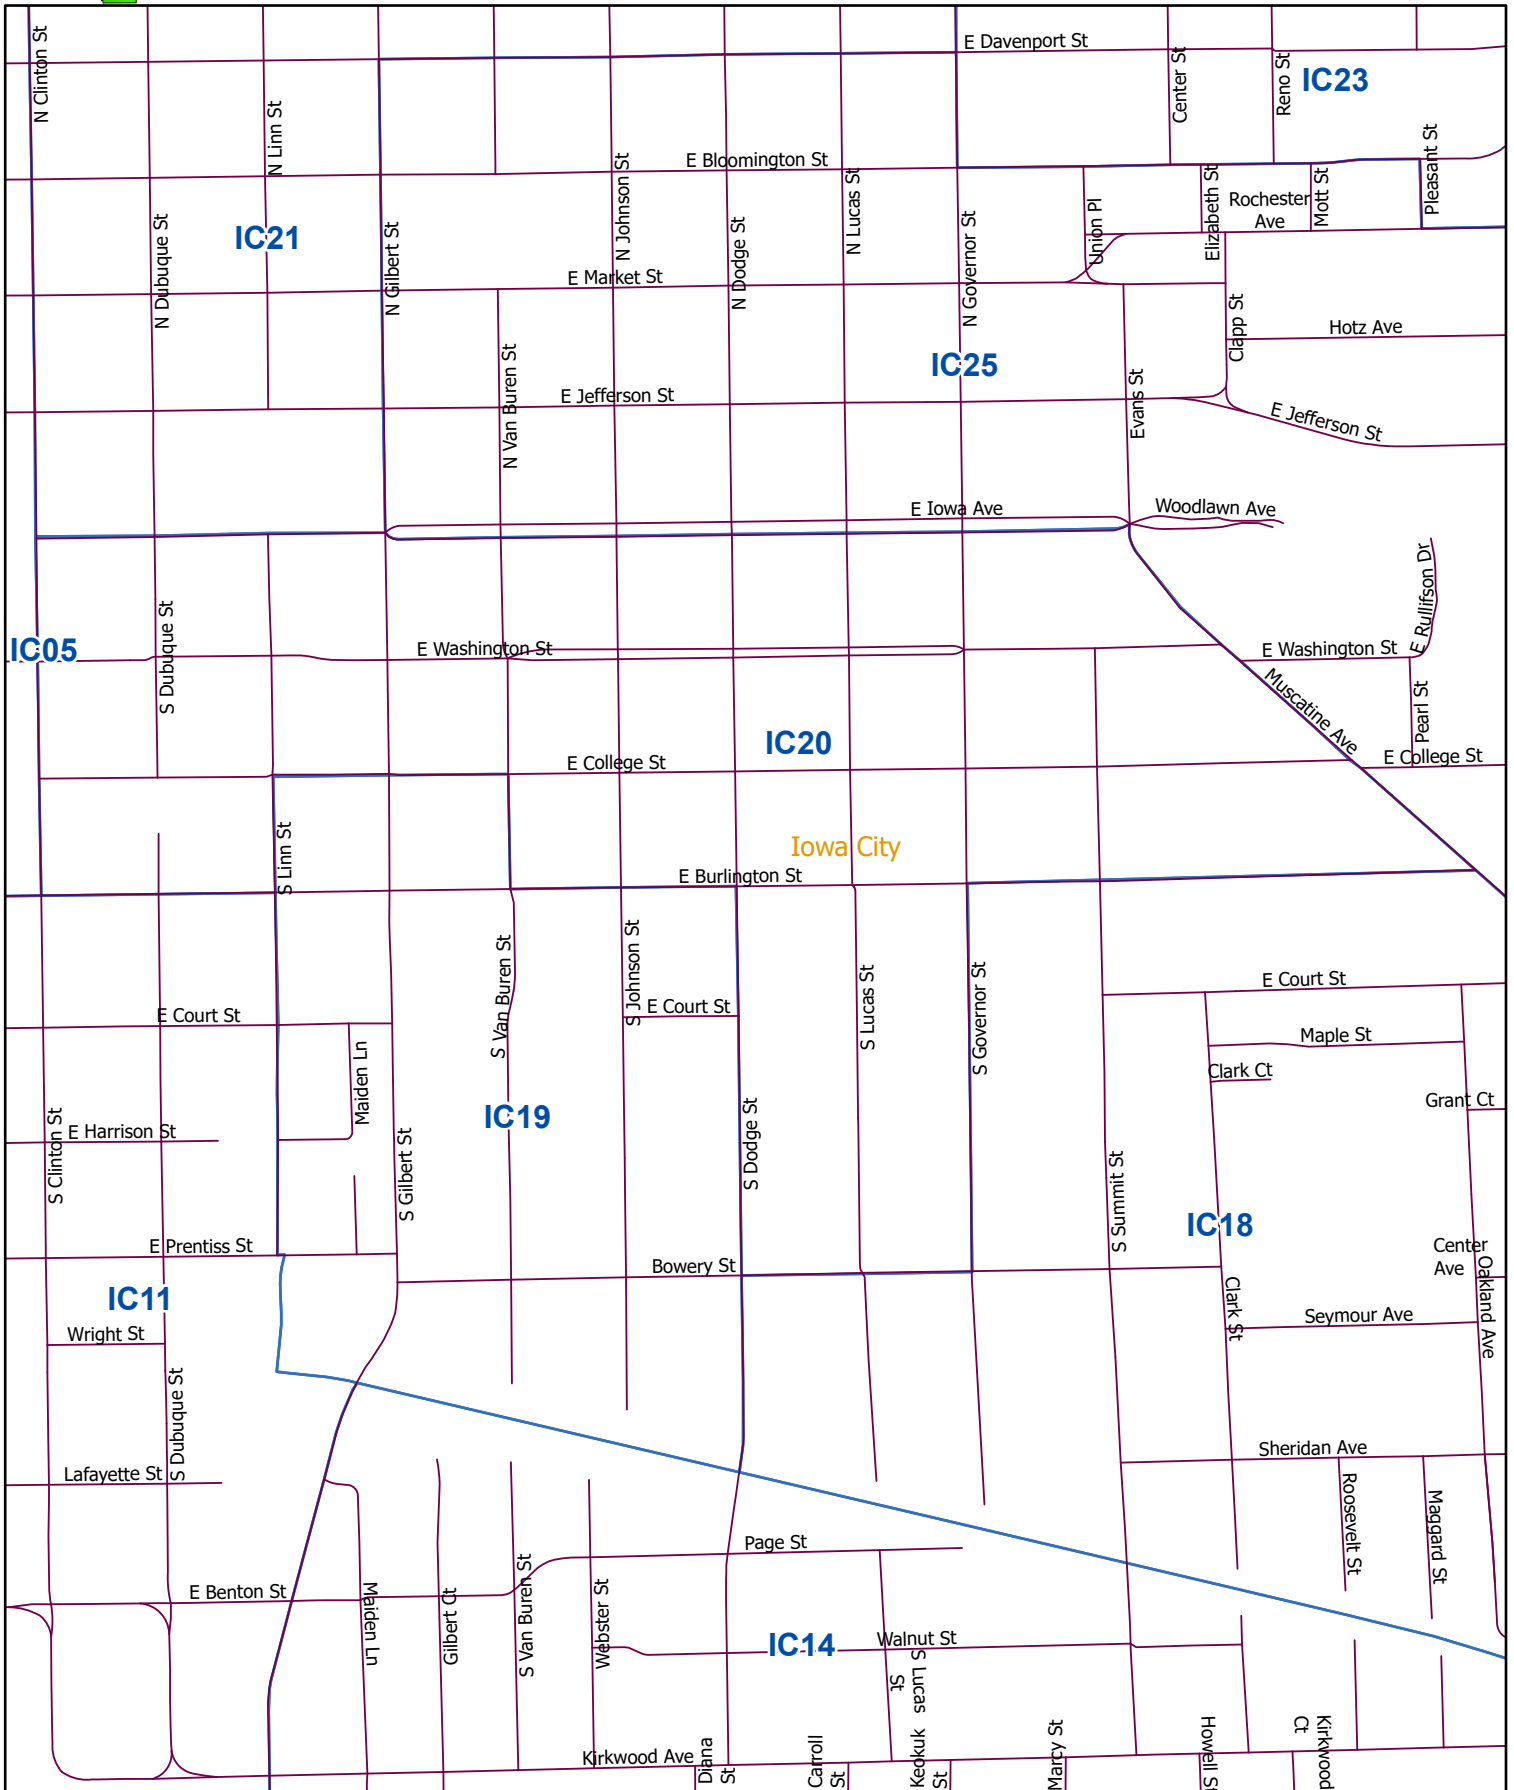 N Clinton St
E Davenport St
Center St
Reno St
IC23
N Linn St
E Bloomington St
N Johnson St
N Lucas St
Pleasant St
Elizabeth St
Rochester
Ave
Mott St
Union Pl
N Dubuque St
IC21
N Gilbert St
N Dodge St
N Governor St
E Market St
Clapp St
Hotz Ave
N Van Buren St
IC25
Evans St
E Jefferson St
E Jefferson St
E Iowa Ave
Woodlawn Ave
E Rullifson Dr
IC05
S Dubuque St
E Washington St
E Washington St
Muscatine Ave
Pearl St
IC20
E College St
E College St
S Linn St
Iowa City
E Burlington St
S Van Buren St
S Johnson St
S Lucas St
S Governor St
E Court St
E Court St
E Court St
Maple St
Maiden Ln
Clark Ct
Grant Ct
S Clinton St
E Harrison St
IC19
S Gilbert St
S Dodge St
S Summit St
IC18
E Prentiss St
Bowery St
Center
Ave
Oakland Ave
IC11
Clark St
Seymour Ave
Wright St
S Dubuque St
Sheridan Ave
Lafayette St
Roosevelt St
Maggard St
Page St
E Benton St
Maiden Ln
Gilbert Ct
S Van Buren St
Webster St
IC14
Walnut St
S Lucas
St
Kirkwood Ave
Diana
St
Carroll
St
Keokuk
St
Marcy St
Howell St
Kirkwood
Ct